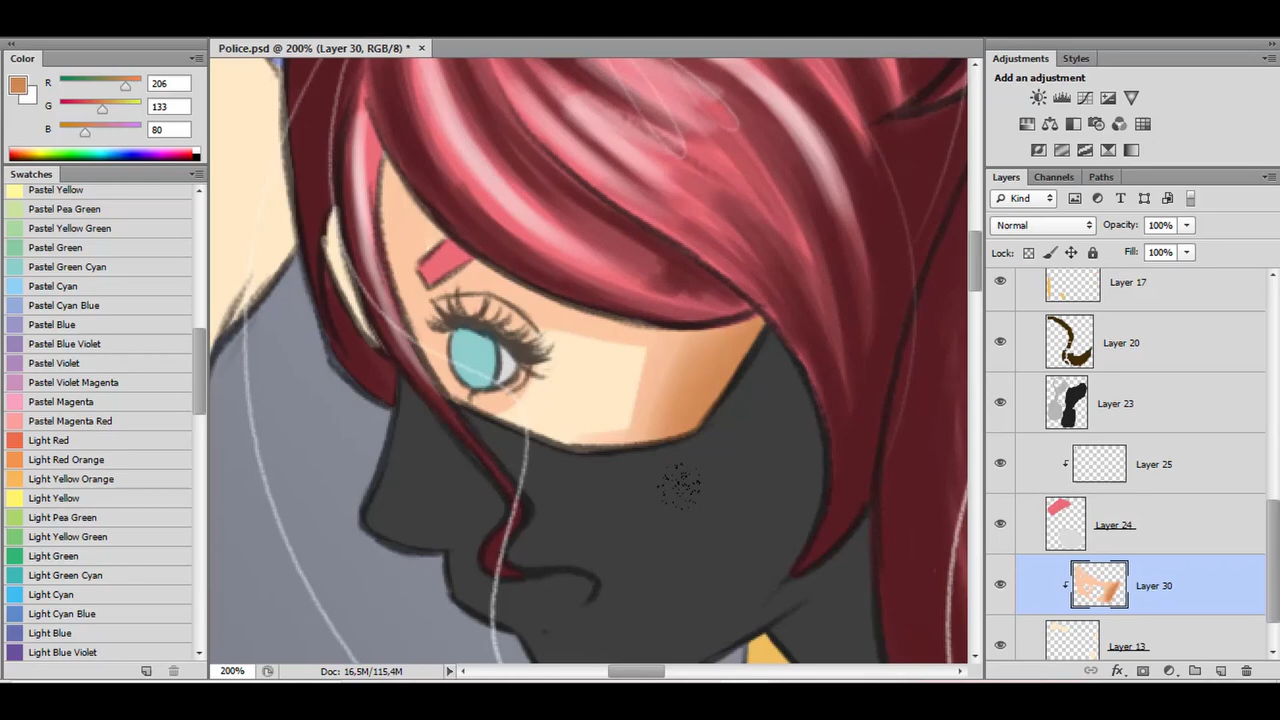 Police.psd @ 200% (Layer 30, RGB/8) *
Color
R 206
G 133
B 80
Swatches
Pastel Yellow
Pastel Pea Green
Pastel Yellow Green
Pastel Green
Pastel Green Cyan
Pastel Cyan
Pastel Cyan Blue
Pastel Blue
Pastel Blue Violet
Pastel Violet
Pastel Violet Magenta
Pastel Magenta
Pastel Magenta Red
Light Red
Light Red Orange
Light Yellow Orange
Light Yellow
Light Pea Green
Light Yellow Green
Light Green
Light Green Cyan
Light Cyan
Light Cyan Blue
Light Blue
Light Blue Violet
200%
Doc: 16,5M/115,4M
Adjustments Styles
Add an adjustment
Layers Channels Paths
Kind
Normal Opacity: 100%
Lock: Fill: 100%
Layer 17
Layer 20
Layer 23
Layer 25
Layer 24
Layer 30
Layer 13
fx